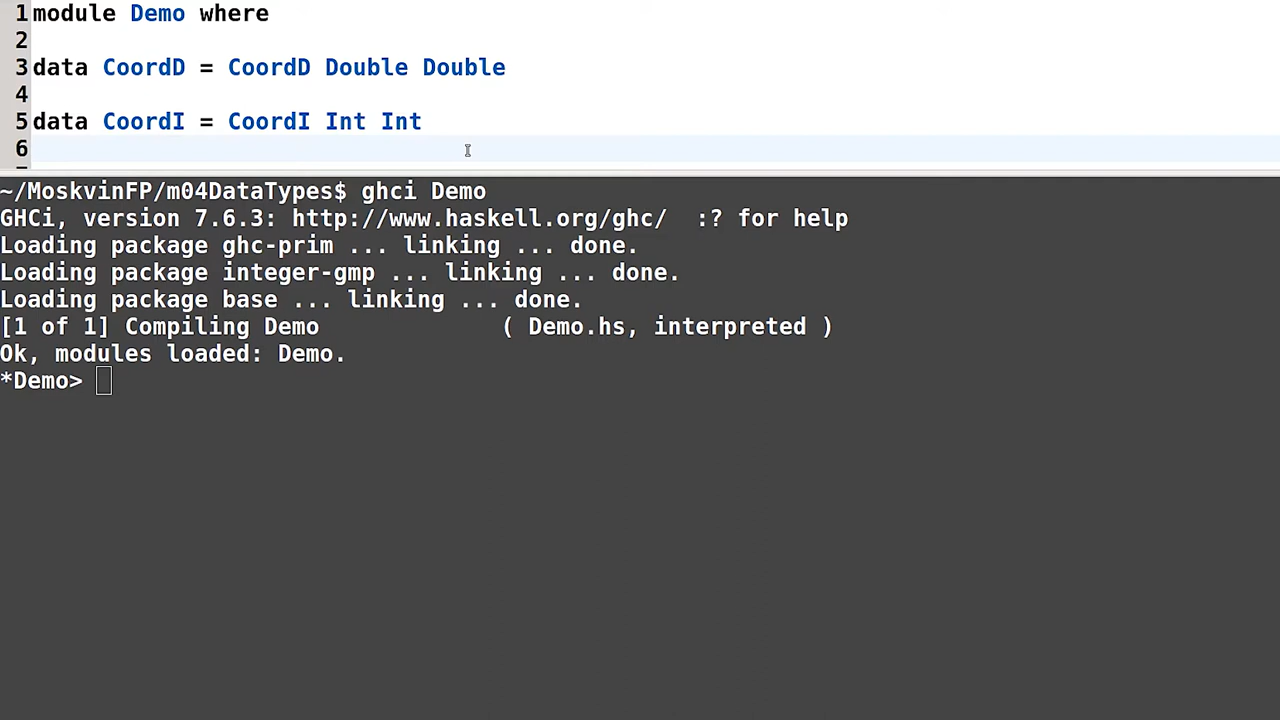 1 module Demo where
2
3 data CoordD = CoordD Double Double
4
5 data CoordI = CoordI Int Int
6
~/MoskvinFP/m04DataTypes$ ghci Demo
GHCi, version 7.6.3: http://www.haskell.org/ghc/  :? for help
Loading package ghc-prim ... linking ... done.
Loading package integer-gmp ... linking ... done.
Loading package base ... linking ... done.
[1 of 1] Compiling Demo             ( Demo.hs, interpreted )
Ok, modules loaded: Demo.
*Demo>